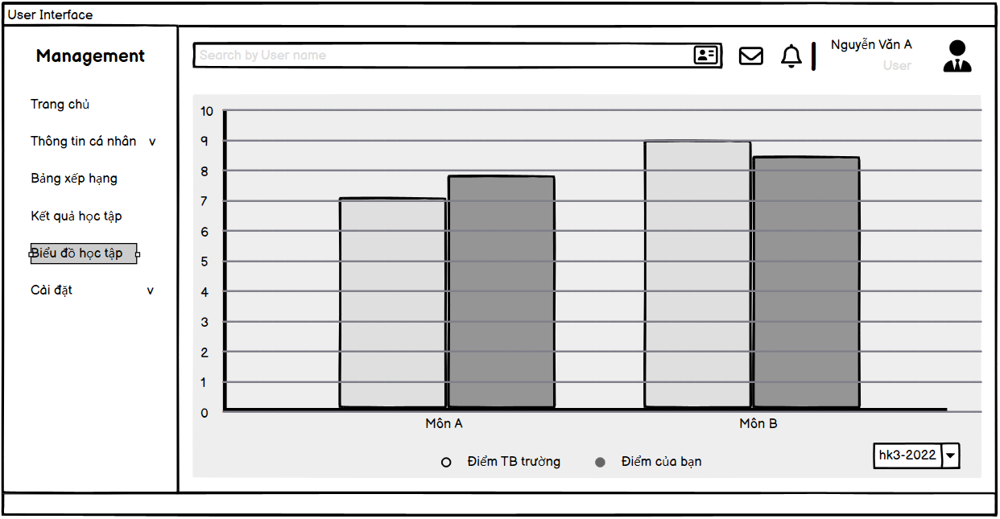 User Interface
Management
Trang chủ
Thông tin cá nhân v
Bảng xếp hạng
Kết quả học tập
Biểu đồ học tập
Cài đặt v
Search by User name
Nguyễn Văn A
User
10
9
8
7
6
5
4
3
2
1
0
Môn A
Môn B
Điểm TB trường
Điểm của bạn
hk3-2022